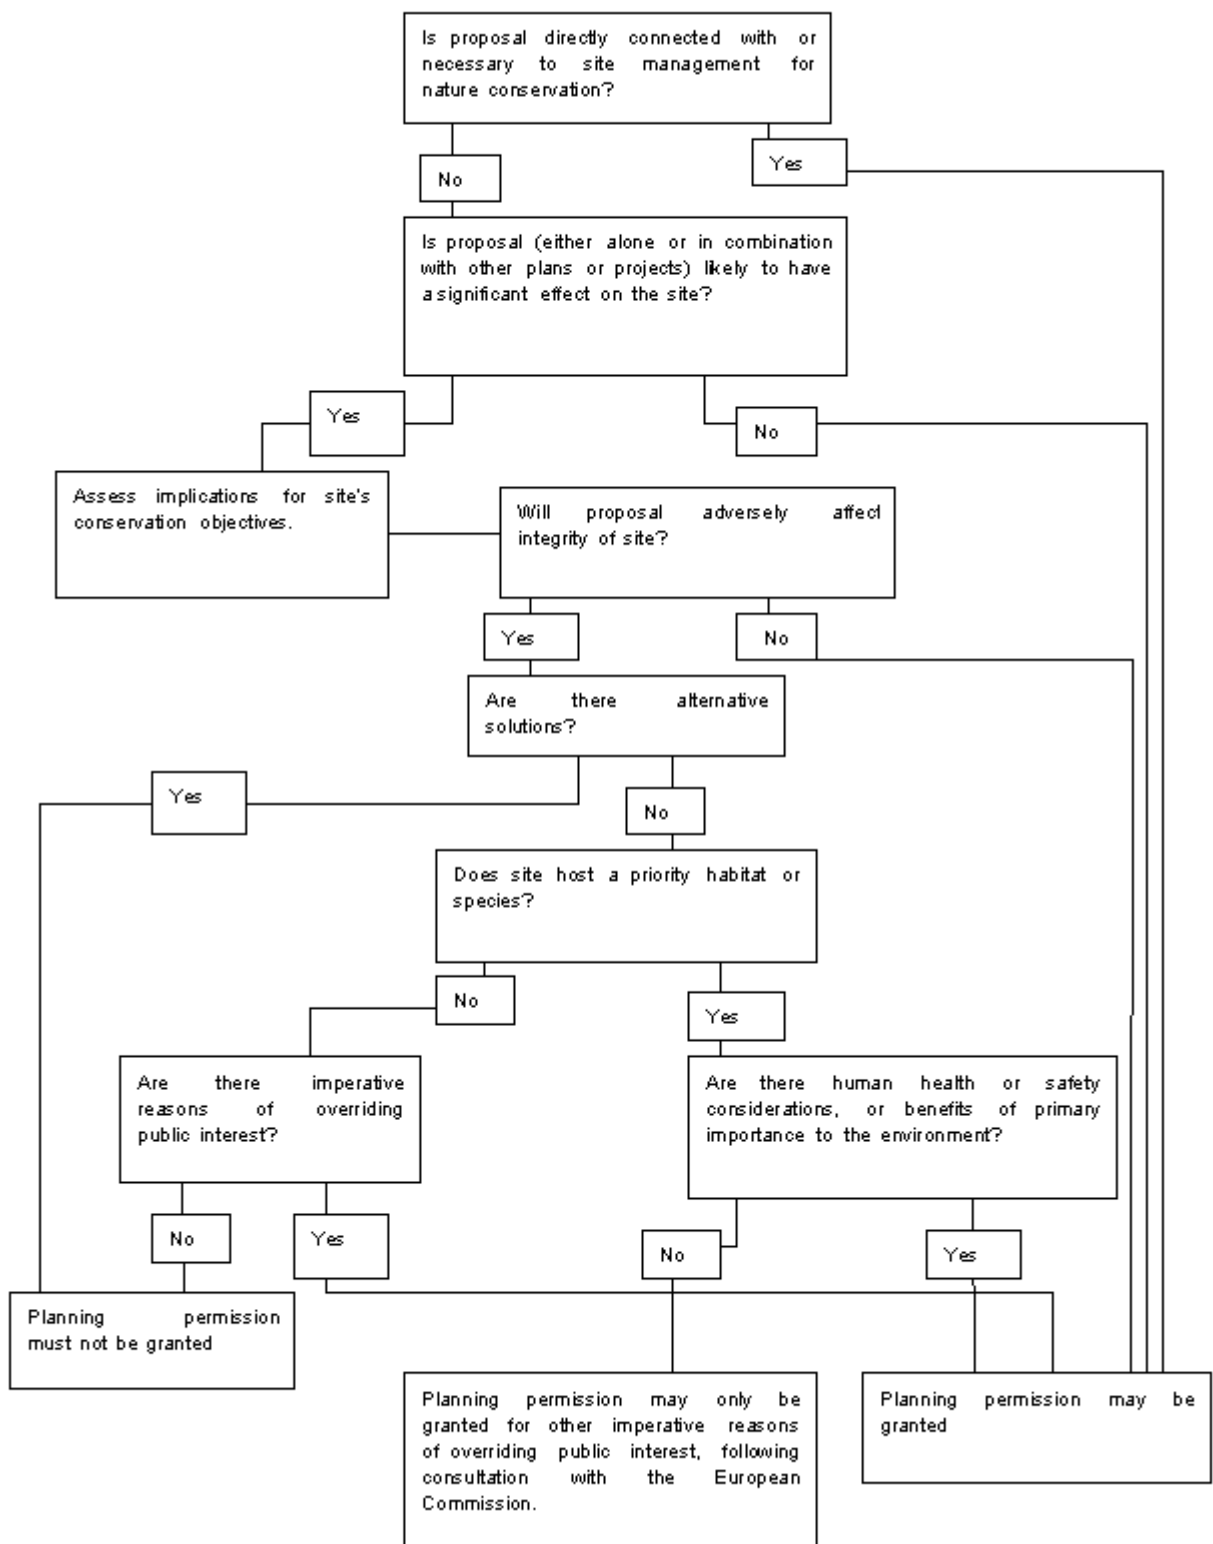 Is proposal directly connected with or
necessary to site management for
nature conservation?
Yes
No
Is proposal (either alone or in combination
with other plans or projects) likely to have
a significant effect on the site?
Yes
No
Assess implications for site's
conservation objectives.
Will proposal adversely affect
integrity of site?
Yes
No
Are there alternative
solutions?
Yes
No
Does site host a priority habitat or
species?
No
Yes
Are there imperative
reasons of overriding
public interest?
Are there human health or safety
considerations, or benefits of primary
importance to the environment?
No
Yes
No
Yes
Planning permission
must not be granted
Planning permission may only be
granted for other imperative reasons
of overriding public interest, following
consultation with the European
Commission.
Planning permission may be
granted